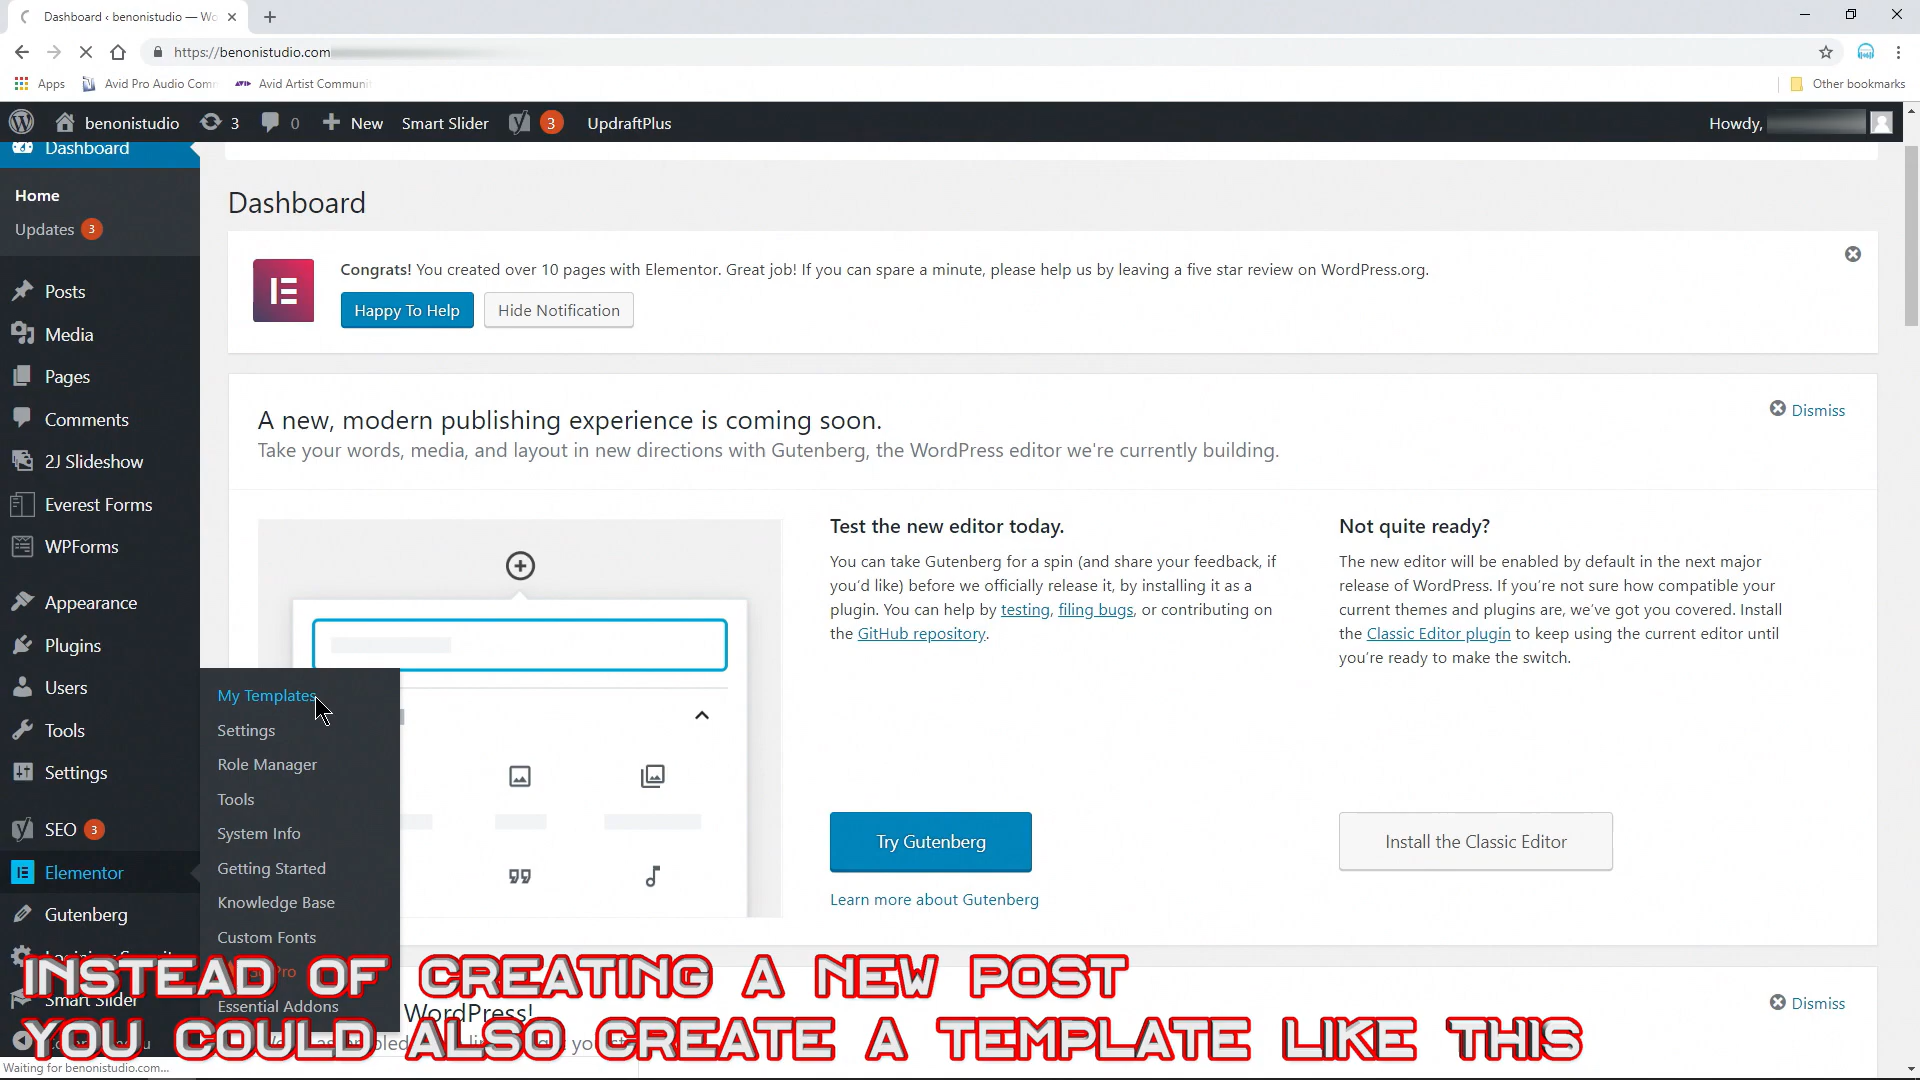 Dashboard ‹ benonistudio — Wo
https://benonistudio.com
Apps
Avid Pro Audio Com
Avid Artist Communi
Other bookmarks
benonistudio
3
0
New
Smart Slider
3
UpdraftPlus
Howdy,
Dashboard
Home
Updates 3
Posts
Media
Pages
Comments
2J Slideshow
Everest Forms
WPForms
Appearance
Plugins
Users
Tools
Settings
SEO 3
Elementor
Gutenberg
Smart Slider
My Templates
Settings
Role Manager
Tools
System Info
Getting Started
Knowledge Base
Custom Fonts
Pro
Essential Addons
Dashboard
Congrats! You created over 10 pages with Elementor. Great job! If you can spare a minute, please help us by leaving a five star review on WordPress.org.
Happy To Help
Hide Notification
A new, modern publishing experience is coming soon.
Dismiss
Take your words, media, and layout in new directions with Gutenberg, the WordPress editor we're currently building.
Test the new editor today.
You can take Gutenberg for a spin (and share your feedback, if
you'd like) before we officially release it, by installing it as a
plugin. You can help by testing, filing bugs, or contributing on
the GitHub repository.
Try Gutenberg
Learn more about Gutenberg
Not quite ready?
The new editor will be enabled by default in the next major
release of WordPress. If you're not sure how compatible your
current themes and plugins are, we've got you covered. Install
the Classic Editor plugin to keep using the current editor until
you're ready to make the switch.
Install the Classic Editor
WordPress!
Dismiss
INSTEAD OF CREATING A NEW POST
YOU COULD ALSO CREATE A TEMPLATE LIKE THIS
Waiting for benonistudio.com...